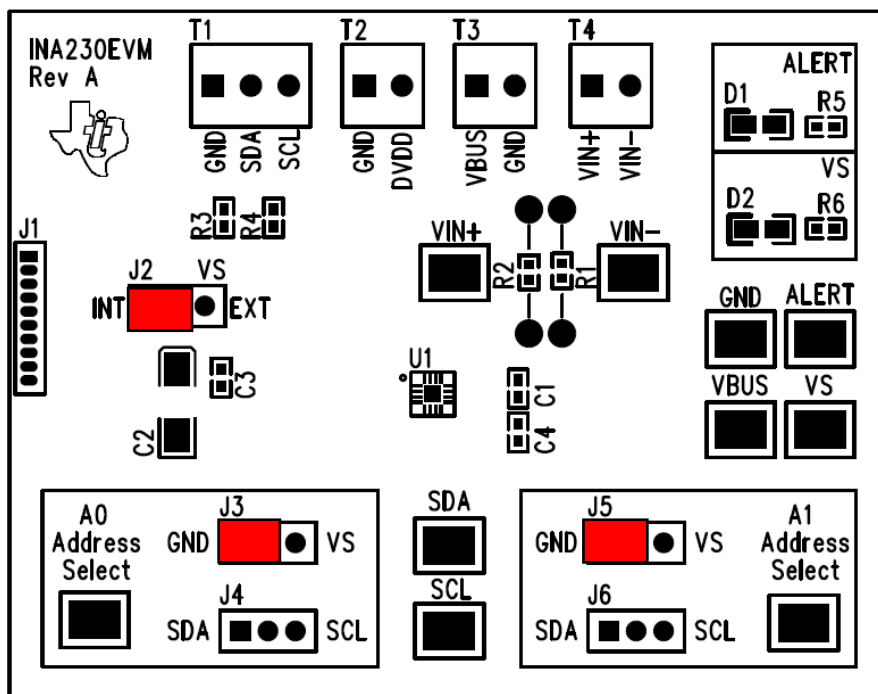 INA230EVM
Rev A
T1
T2
T3
T4
GND
SDA
SCL
GND
DVDD
VBUS
GND
VIN+
VIN-
ALERT
D1
R5
VS
D2
R6
R3
R4
J1
J2
VS
INT
EXT
VIN+
R2
R1
VIN-
GND
ALERT
VBUS
VS
C3
C2
U1
C1
C4
A0
Address
Select
J3
GND
VS
J4
SDA
SCL
SDA
SCL
J5
GND
VS
J6
SDA
SCL
A1
Address
Select